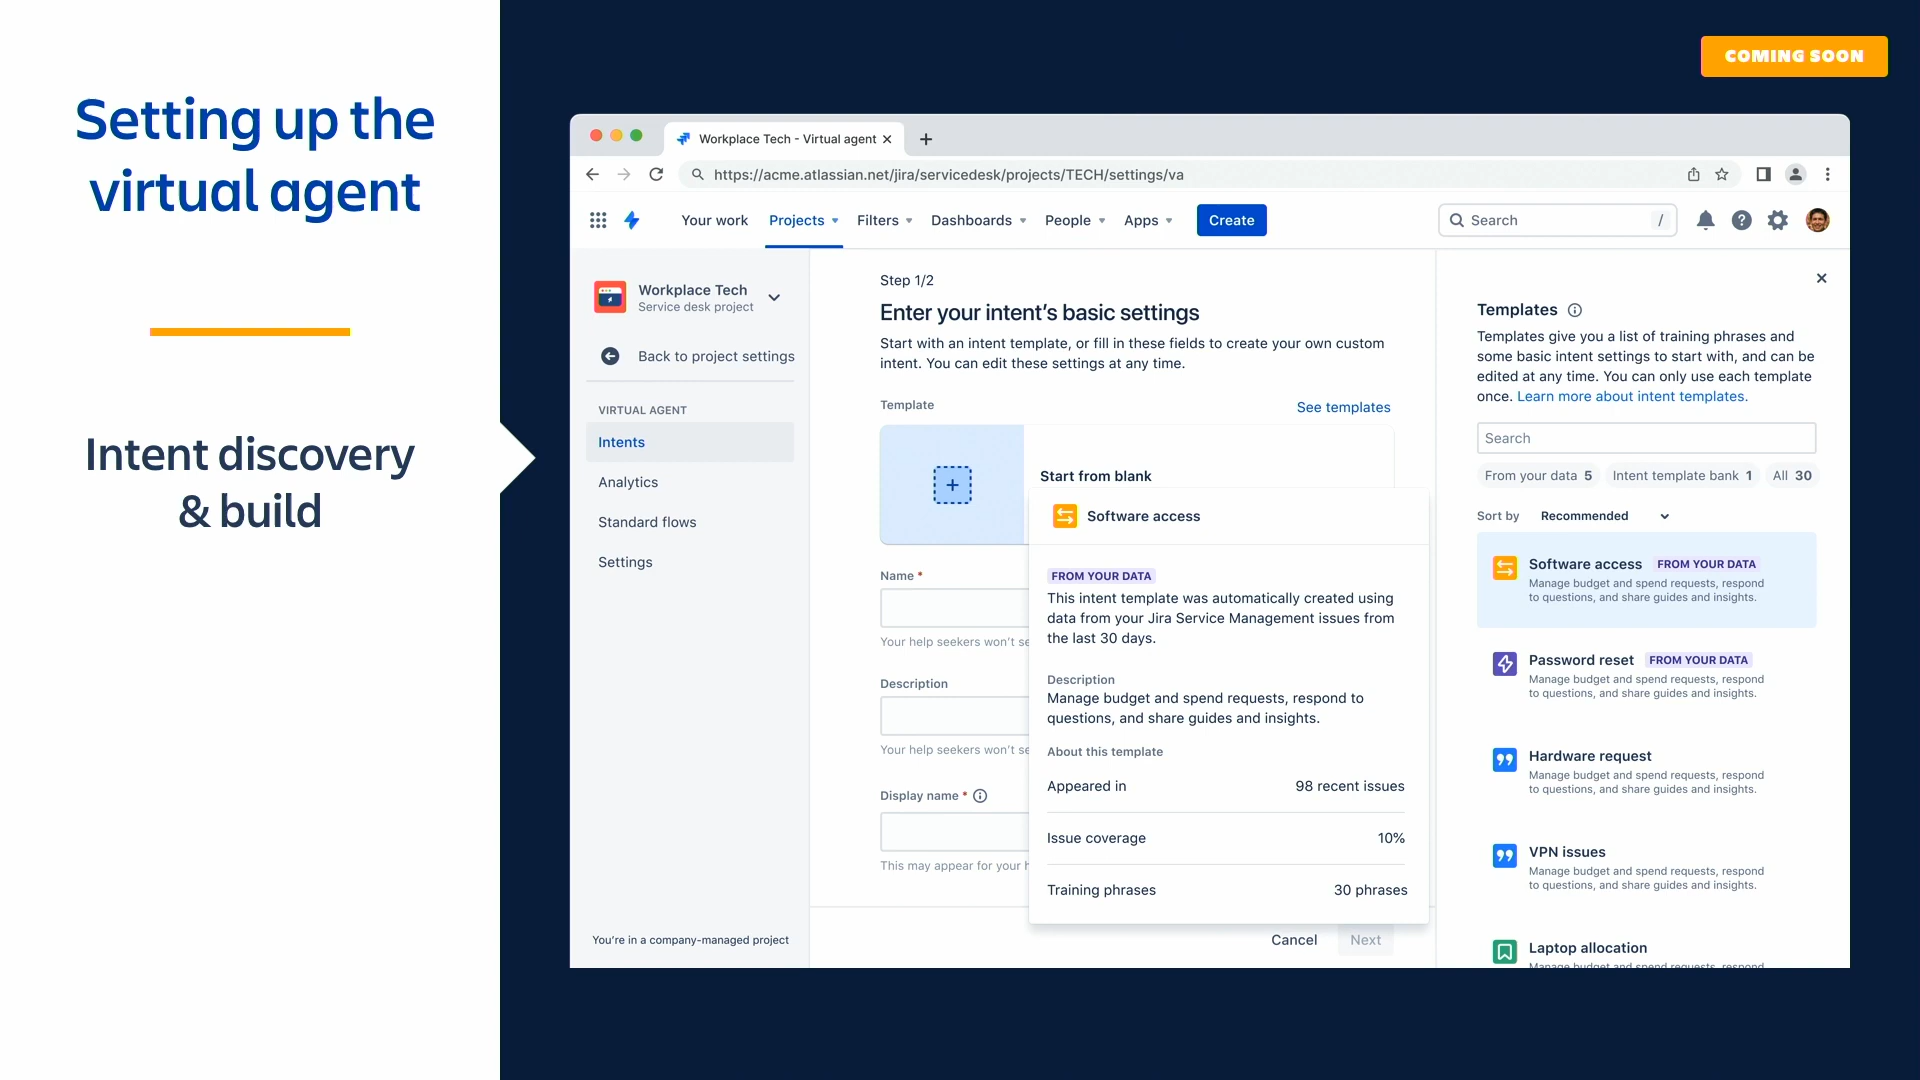 Setting up the
virtual agent
Intent discovery
& build
COMING SOON
Workplace Tech - Virtual agent
https://acme.atlassian.net/jira/servicedesk/projects/TECH/settings/va
Your work
Projects
Filters
Dashboards
People
Apps
Create
Search
/
Workplace Tech
Service desk project
Back to project settings
VIRTUAL AGENT
Intents
Analytics
Standard flows
Settings
You're in a company-managed project
Step 1/2
Enter your intent's basic settings
Start with an intent template, or fill in these fields to create your own custom
intent. You can edit these settings at any time.
Template
See templates
Start from blank
Name *
Your help seekers won't se
Description
Your help seekers won't se
Display name *
This may appear for your h
Software access
FROM YOUR DATA
This intent template was automatically created using
data from your Jira Service Management issues from
the last 30 days.
Description
Manage budget and spend requests, respond to
questions, and share guides and insights.
About this template
Appeared in 98 recent issues
Issue coverage 10%
Training phrases 30 phrases
Cancel
Next
Templates
Templates give you a list of training phrases and
some basic intent settings to start with, and can be
edited at any time. You can only use each template
once. Learn more about intent templates.
Search
From your data 5
Intent template bank 1
All 30
Sort by Recommended
Software access FROM YOUR DATA
Manage budget and spend requests, respond
to questions, and share guides and insights.
Password reset FROM YOUR DATA
Manage budget and spend requests, respond
to questions, and share guides and insights.
Hardware request
Manage budget and spend requests, respond
to questions, and share guides and insights.
VPN issues
Manage budget and spend requests, respond
to questions, and share guides and insights.
Laptop allocation
Manage budget and spend requests, respond